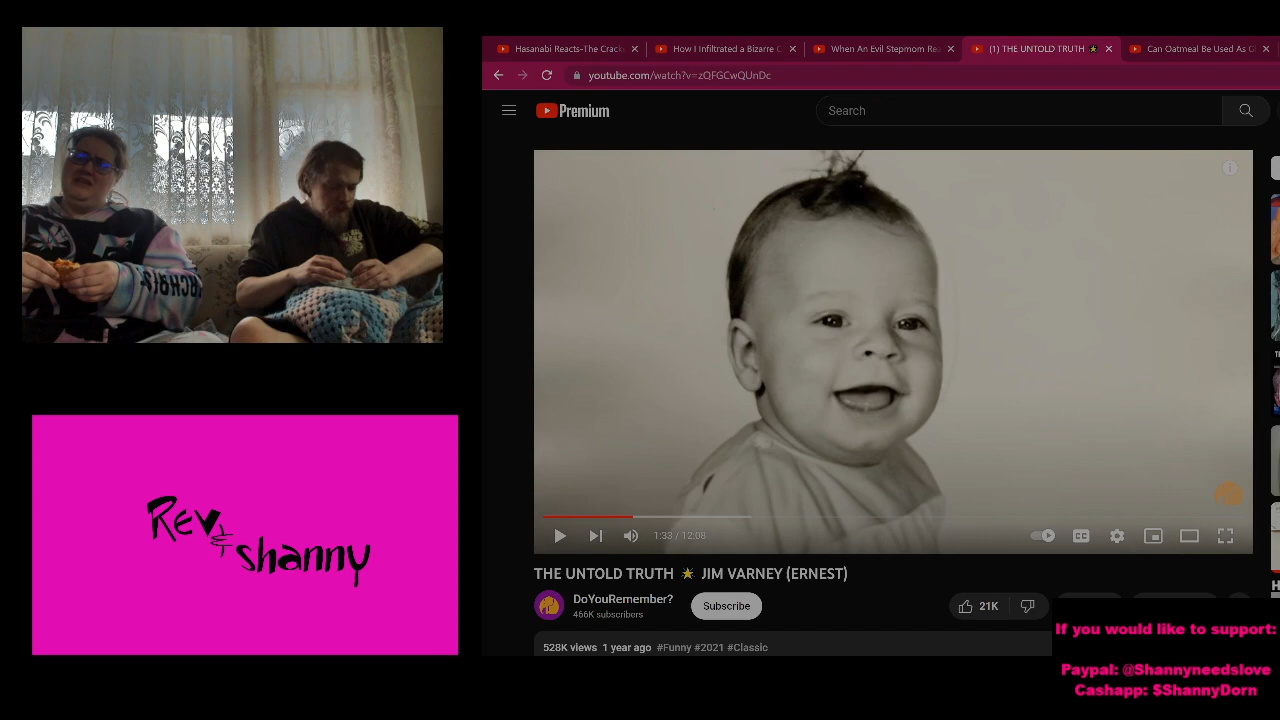 Hasanabi Reacts-The Crack
How I Infiltrated a Bizarre C
When An Evil Stepmom Rea
(1) THE UNTOLD TRUTH ⭐
Can Oatmeal Be Used As Gl
youtube.com/watch?v=zQFGCwQUnDc
Premium
Search
Rev
&
shanny
1:33 / 12:08
CC
THE UNTOLD TRUTH ⭐ JIM VARNEY (ERNEST)
DoYouRemember?
466K subscribers
Subscribe
21K
528K views 1 year ago #Funny #2021 #Classic
If you would like to support:
Paypal: @Shannyneedslove
Cashapp: $ShannyDorn